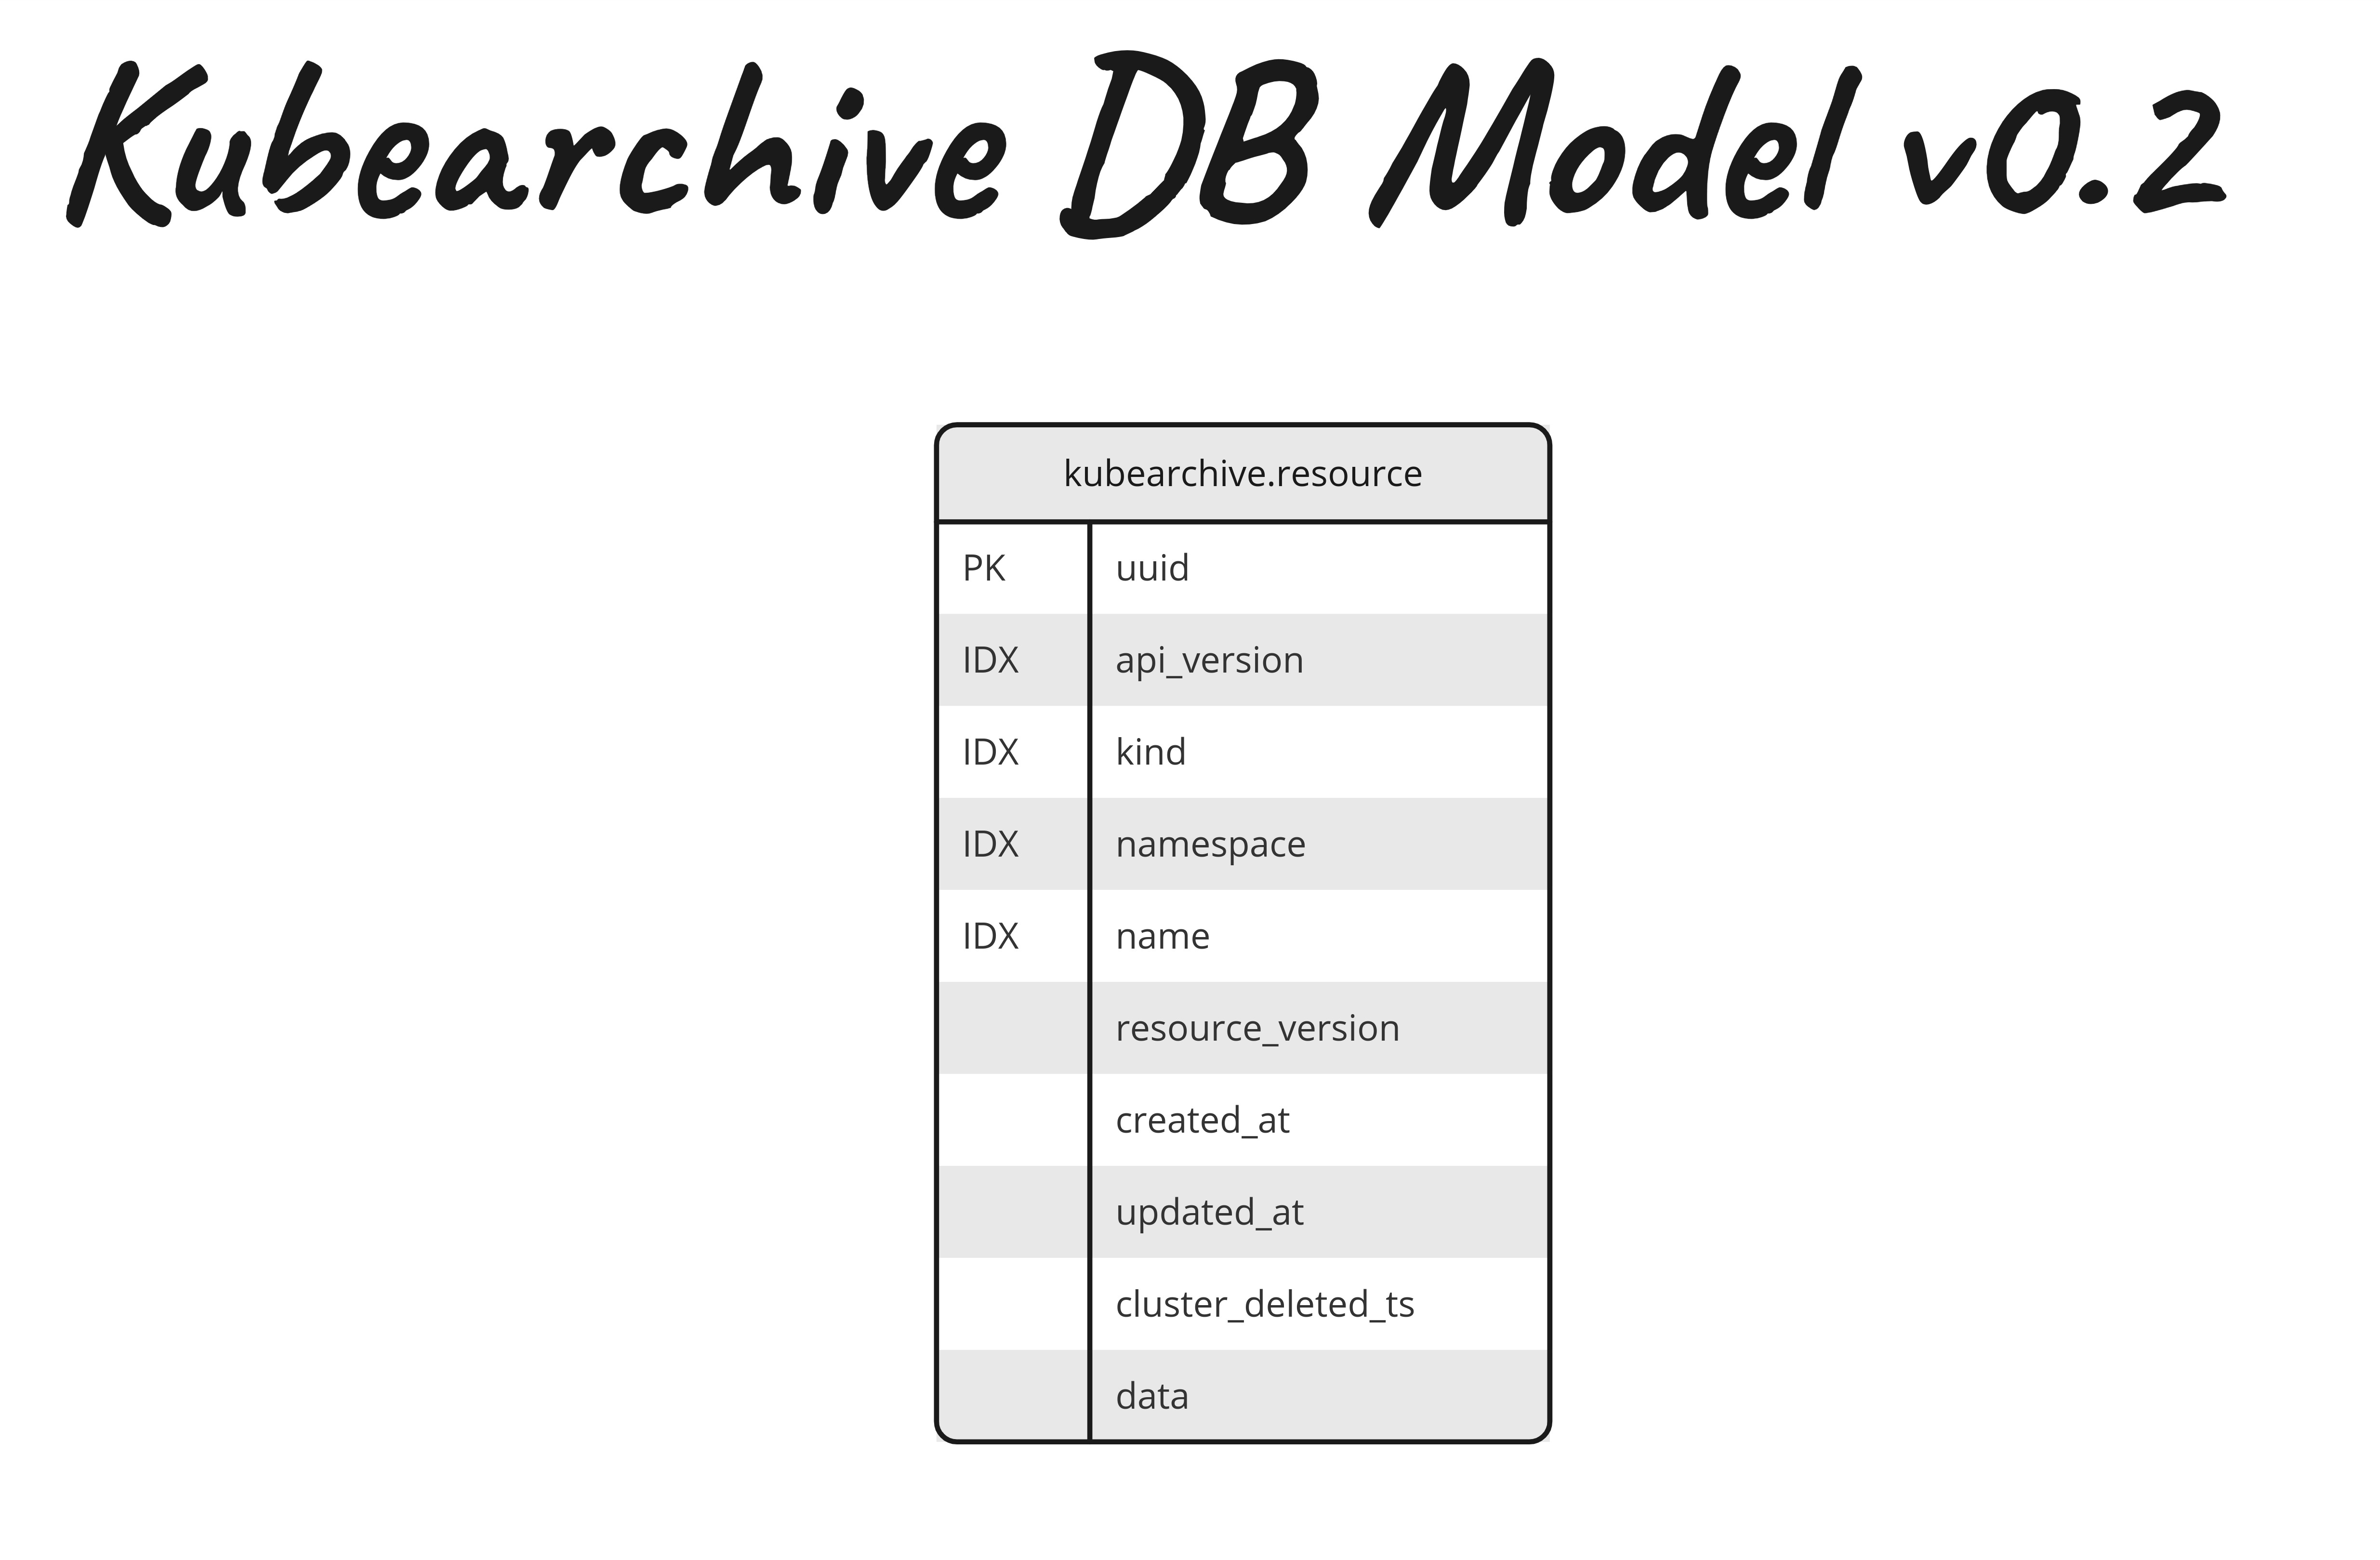 Kubearchive DB Model v0.2
kubearchive.resource
PK uuid
IDX api_version
IDX kind
IDX namespace
IDX name
resource_version
created_at
updated_at
cluster_deleted_ts
data